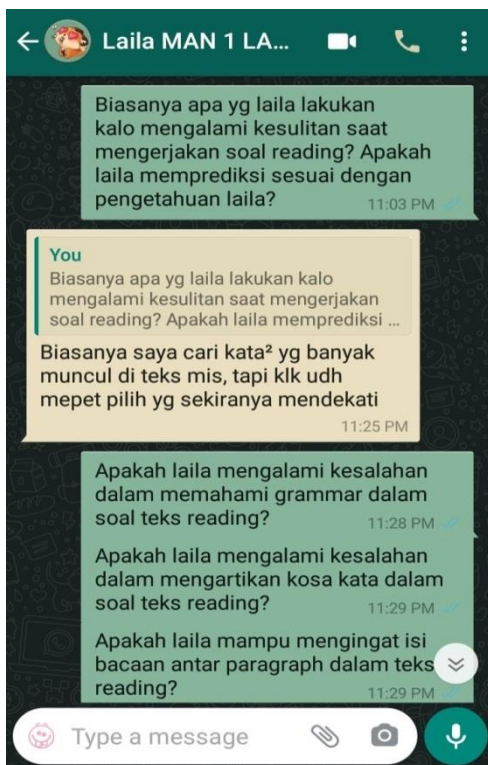 Laila MAN 1 LA...
Biasanya apa yg laila lakukan
kalo mengalami kesulitan saat
mengerjakan soal reading? Apakah
laila memprediksi sesuai dengan
pengetahuan laila?
11:03 PM
You
Biasanya apa yg laila lakukan kalo
mengalami kesulitan saat mengerjakan
soal reading? Apakah laila memprediksi ...
Biasanya saya cari kata² yg banyak
muncul di teks mis, tapi klk udh
mepet pilih yg sekiranya mendekati
11:25 PM
Apakah laila mengalami kesalahan
dalam memahami grammar dalam
soal teks reading?
11:28 PM
Apakah laila mengalami kesalahan
dalam mengartikan kosa kata dalam
soal teks reading?
11:29 PM
Apakah laila mampu mengingat isi
bacaan antar paragraph dalam teks
reading?
11:29 PM
Type a message